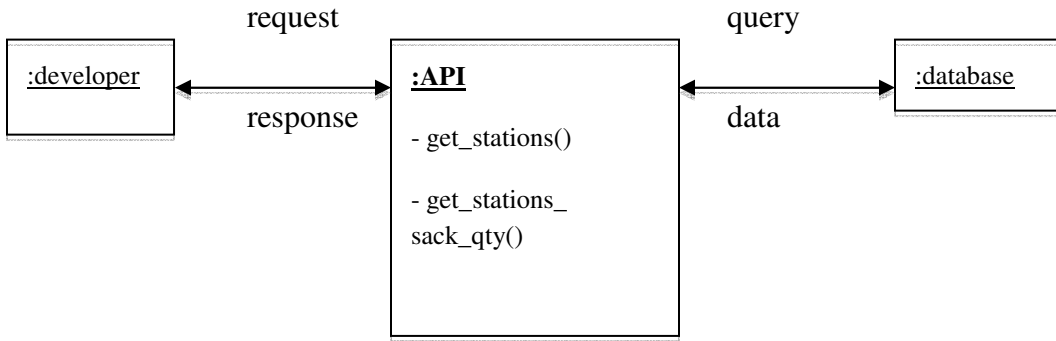 request
query
:developer
:API
:database
response
data
- get_stations()
- get_stations_
sack_qty()